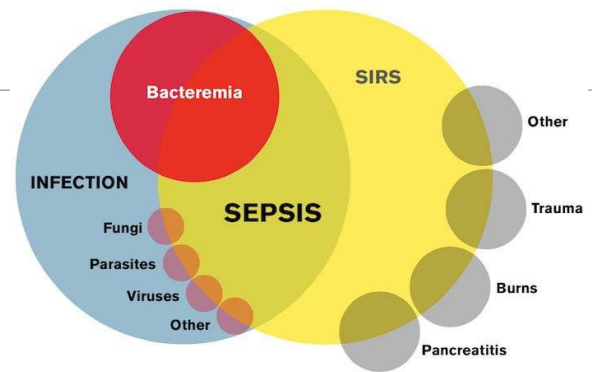 Bacteremia
SIRS
Other
INFECTION
SEPSIS
Trauma
Fungi
Parasites
Viruses
Burns
Other
Pancreatitis